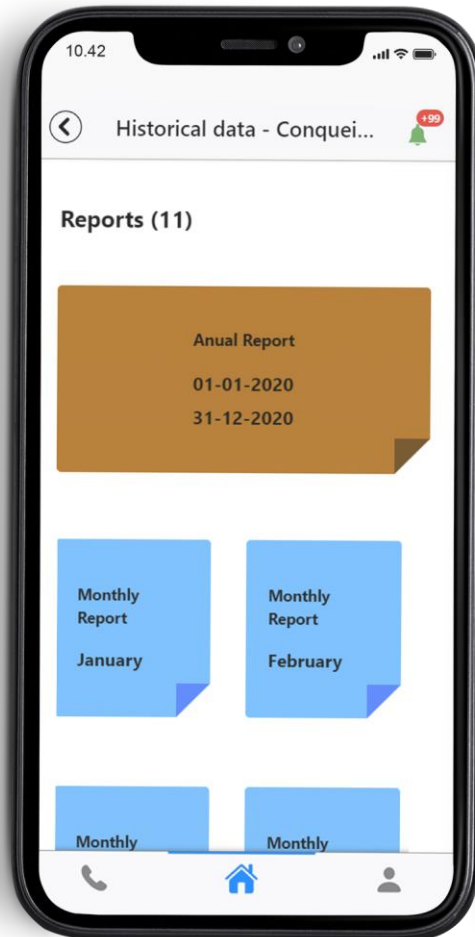 10.42
Historical data - Conquei...
+99
Reports (11)
Anual Report
01-01-2020
31-12-2020
Monthly
Report
January
Monthly
Report
February
Monthly
Monthly